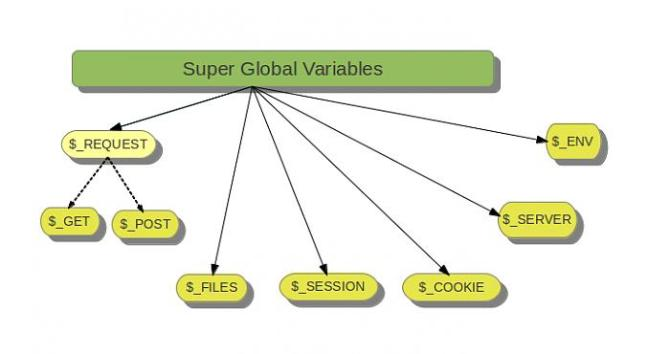 Super Global Variables
$_REQUEST
$_ENV
$_GET
$_POST
$_SERVER
$_FILES
$_SESSION
$_COOKIE